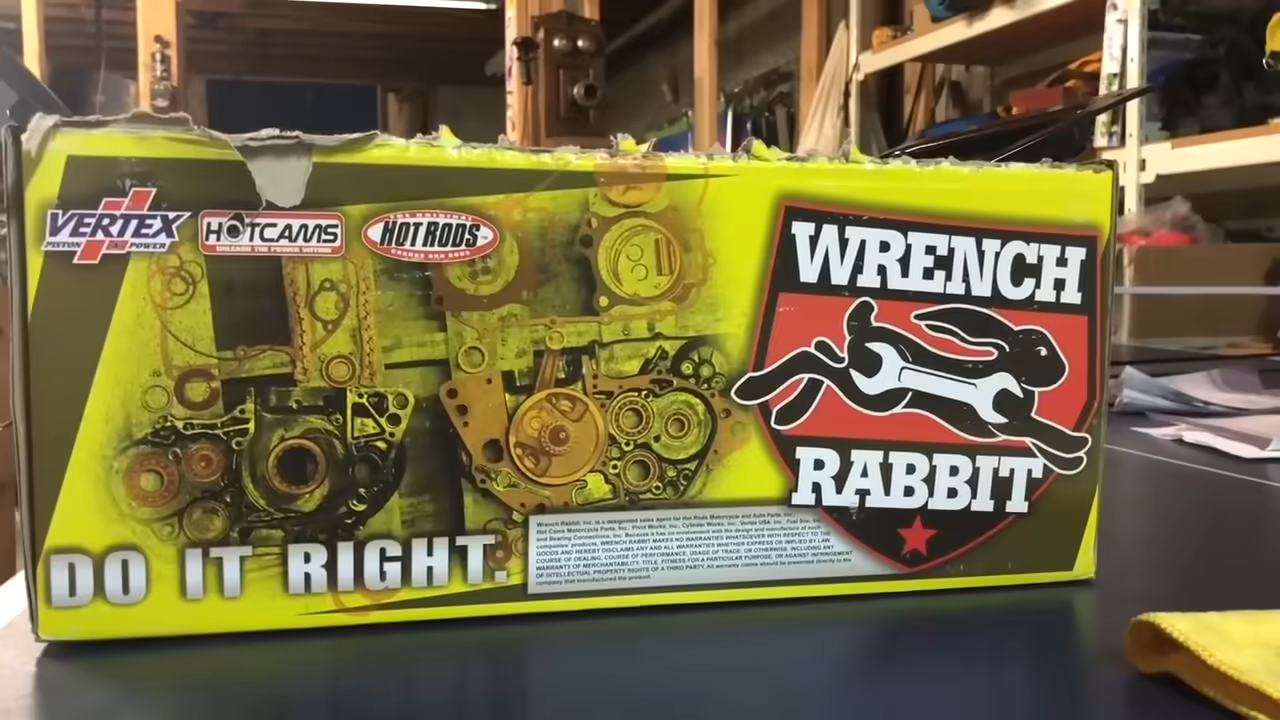 VERTEX
PISTON POWER
HOTCAMS
UNLEASH THE POWER WITHIN
THE ORIGINAL
HOT RODS
CRANKS AND RODS
WRENCH
RABBIT
DO IT RIGHT.
Wrench Rabbit, Inc. is a designated sales agent for Hot Rods Motorcycle and Auto Parts, Inc.,
Hot Cams Motorcycle Parts, Inc., Pivot Works, Inc., Cylinder Works, Inc., Vertex USA, Inc., Fuel Star, Inc.
and Bearing Connections, Inc. Because it has no involvement with the design and manufacture of such
companies' products, WRENCH RABBIT MAKES NO WARRANTIES WHATSOEVER WITH RESPECT TO THE
GOODS AND HEREBY DISCLAIMS ANY AND ALL WARRANTIES WHETHER EXPRESS OR IMPLIED BY LAW,
COURSE OF DEALING, COURSE OF PERFORMANCE, USAGE OF TRADE; OR OTHERWISE, INCLUDING ANY
WARRANTY OF MERCHANTABILITY, TITLE, FITNESS FOR A PARTICULAR PURPOSE, OR AGAINST INFRINGEMENT
OF INTELLECTUAL PROPERTY RIGHTS OF A THIRD PARTY. All warranty claims should be presented directly to the
company that manufactured the product.